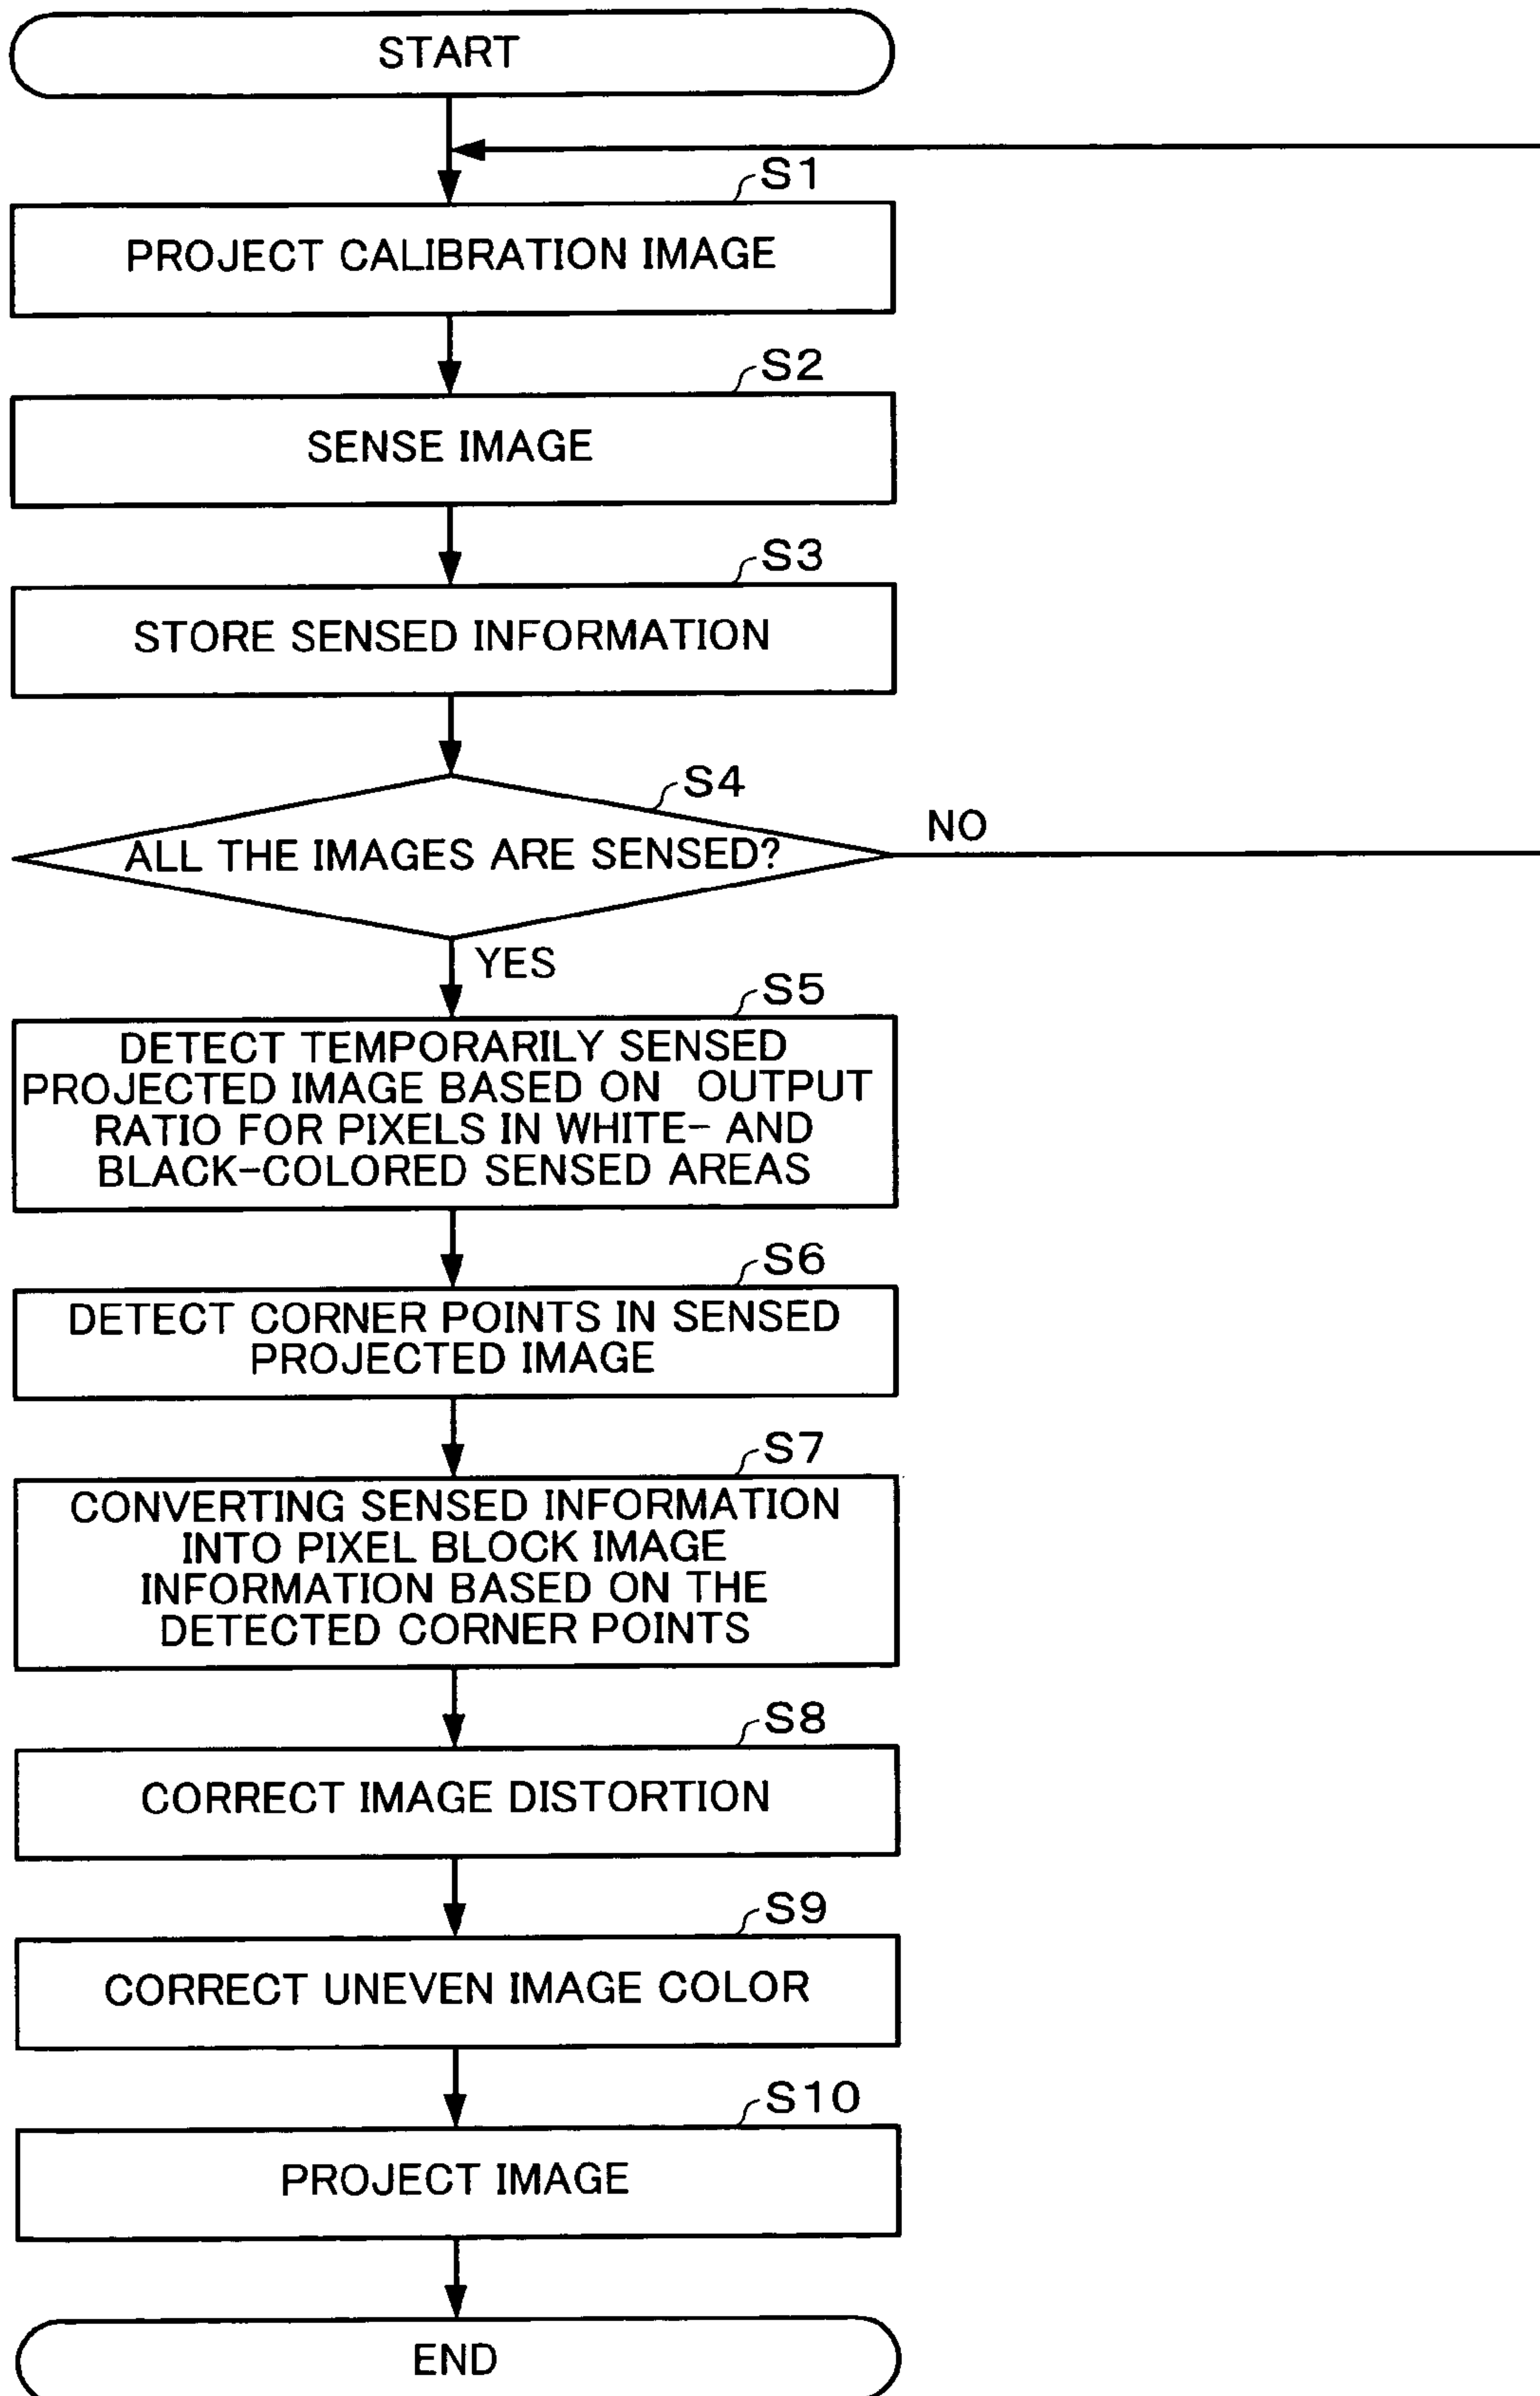 START
S1
PROJECT CALIBRATION IMAGE
S2
SENSE IMAGE
S3
STORE SENSED INFORMATION
S4
ALL THE IMAGES ARE SENSED?
NO
YES
S5
DETECT TEMPORARILY SENSED
PROJECTED IMAGE BASED ON OUTPUT
RATIO FOR PIXELS IN WHITE- AND
BLACK-COLORED SENSED AREAS
S6
DETECT CORNER POINTS IN SENSED
PROJECTED IMAGE
S7
CONVERTING SENSED INFORMATION
INTO PIXEL BLOCK IMAGE
INFORMATION BASED ON THE
DETECTED CORNER POINTS
S8
CORRECT IMAGE DISTORTION
S9
CORRECT UNEVEN IMAGE COLOR
S10
PROJECT IMAGE
END